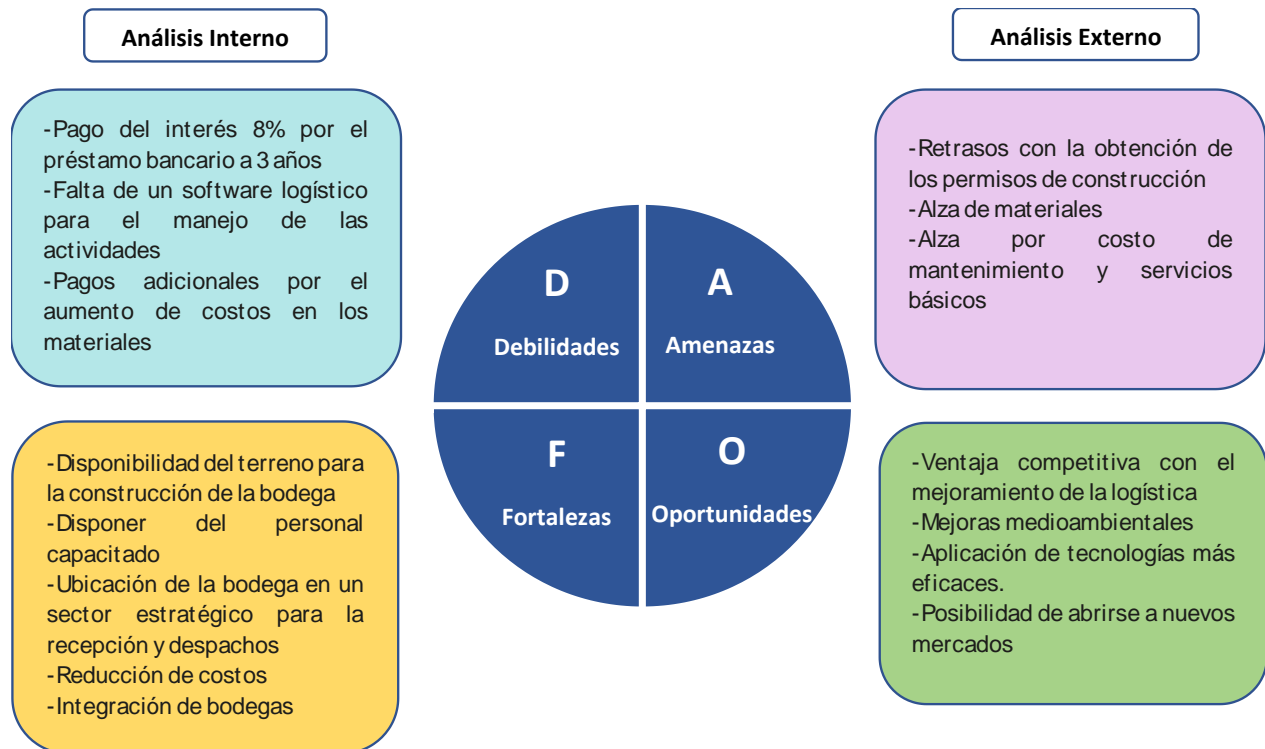 Análisis Interno
Análisis Externo
-Pago del interés 8% por el
préstamo bancario a 3 años
-Falta de un software logístico
para el manejo de las
actividades
-Pagos adicionales por el
aumento de costos en los
materiales
-Retrasos con la obtención de
los permisos de construcción
-Alza de materiales
-Alza por costo de
mantenimiento y servicios
básicos
D
Debilidades
A
Amenazas
F
Fortalezas
O
Oportunidades
-Disponibilidad del terreno para
la construcción de la bodega
-Disponer del personal
capacitado
-Ubicación de la bodega en un
sector estratégico para la
recepción y despachos
-Reducción de costos
-Integración de bodegas
-Ventaja competitiva con el
mejoramiento de la logística
-Mejoras medioambientales
-Aplicación de tecnologías más
eficaces.
-Posibilidad de abrirse a nuevos
mercados